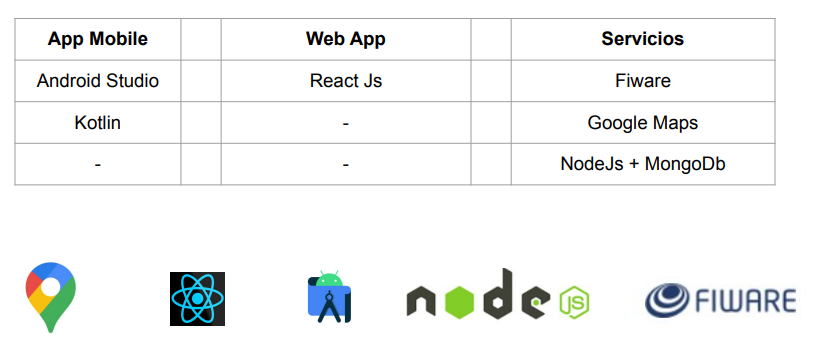 App Mobile Web App Servicios
Android Studio React Js Fiware
Kotlin - Google Maps
- - NodeJs + MongoDb
node JS FIWARE